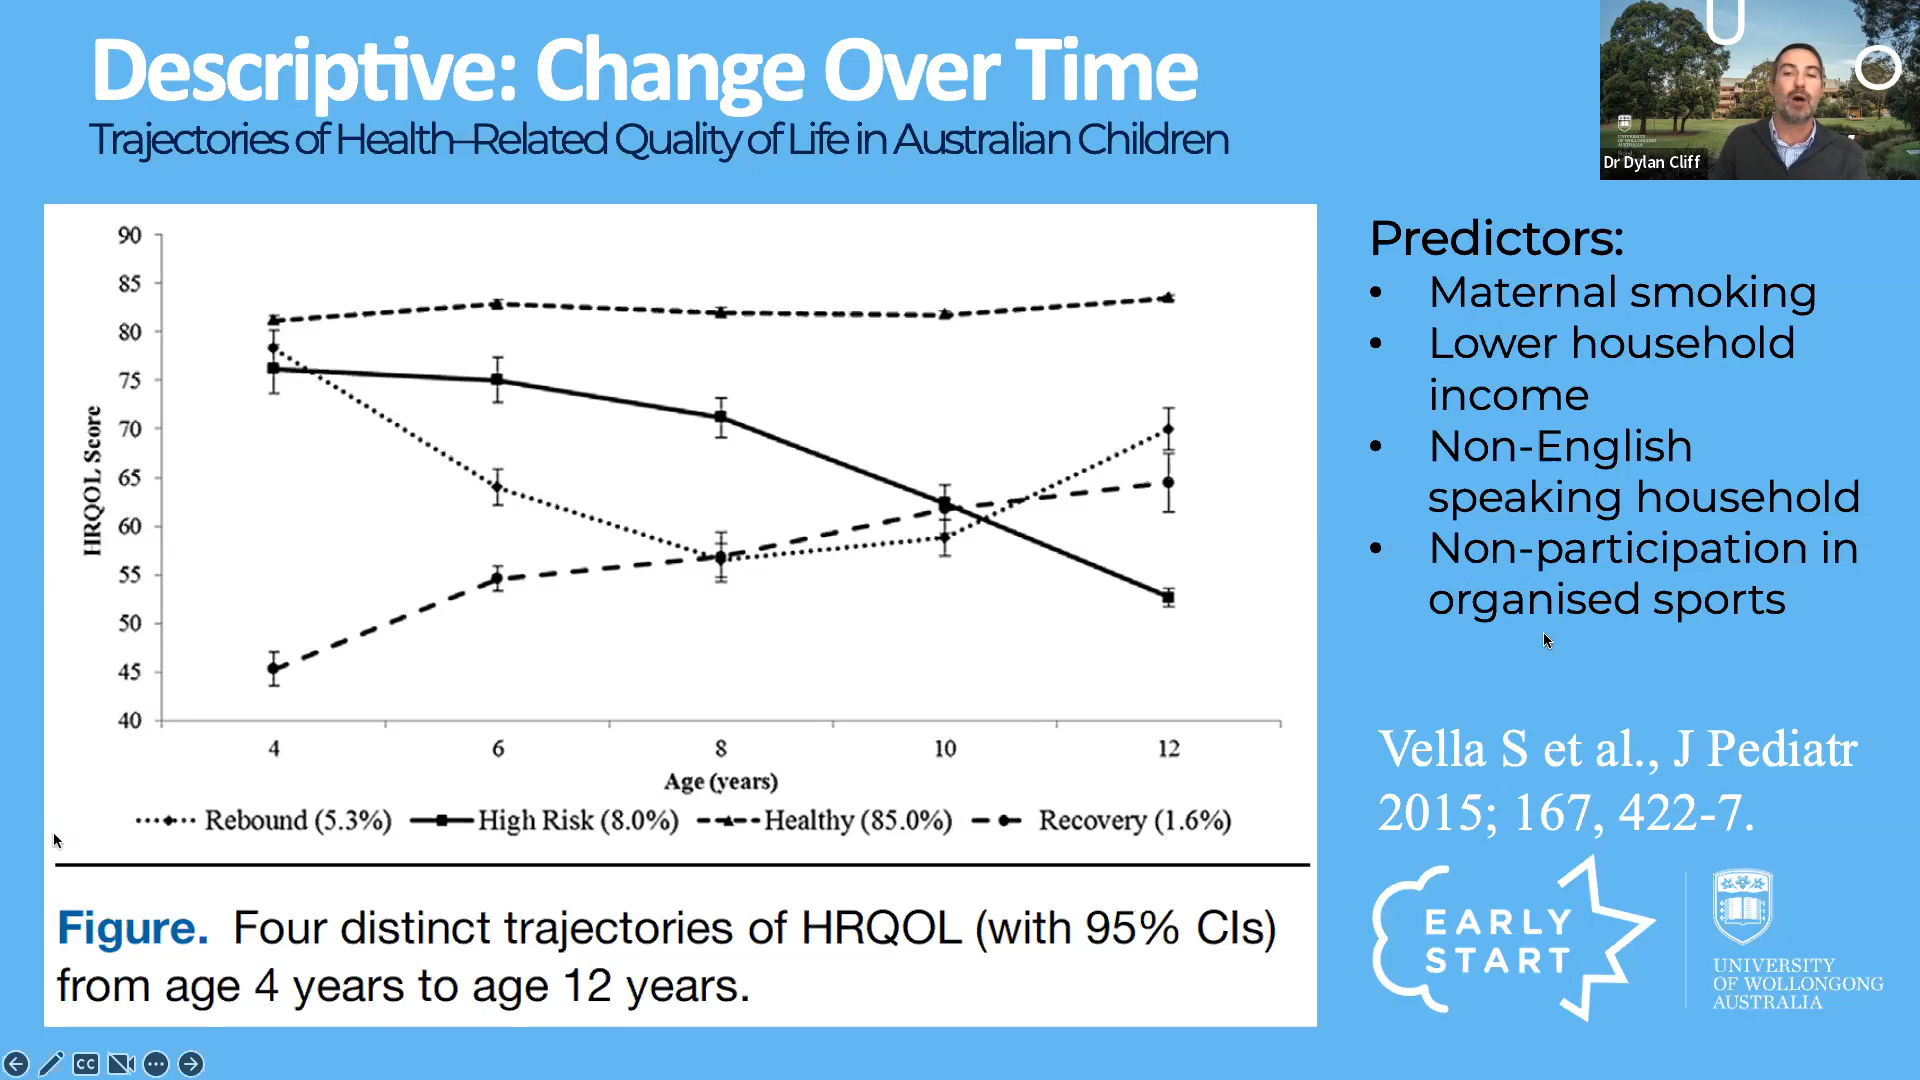 Descriptive: Change Over Time
Trajectories of Health–Related Quality of Life in Australian Children
U
O
Dr Dylan Cliff
90
85
80
75
70
65
60
55
50
45
40
HRQOL Score
4 6 8 10 12
Age (years)
Rebound (5.3%) High Risk (8.0%) Healthy (85.0%) Recovery (1.6%)
Figure. Four distinct trajectories of HRQOL (with 95% CIs)
from age 4 years to age 12 years.
Predictors:
• Maternal smoking
• Lower household
income
• Non-English
speaking household
• Non-participation in
organised sports
Vella S et al., J Pediatr
2015; 167, 422-7.
EARLY
START
UNIVERSITY
OF WOLLONGONG
AUSTRALIA
CC